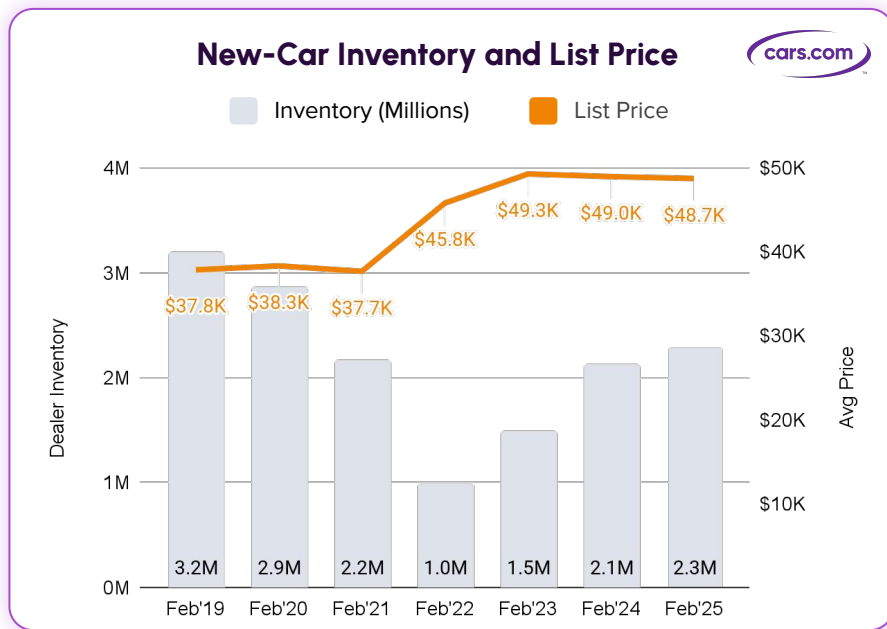 New-Car Inventory and List Price
cars.com
Inventory (Millions) List Price
4M $50K
$49.3K $49.0K $48.7K
$45.8K
$40K
3M
$37.8K $38.3K $37.7K
$30K
Dealer Inventory
Avg Price
2M
$20K
1M
$10K
3.2M 2.9M 2.2M 1.0M 1.5M 2.1M 2.3M
0M
Feb'19 Feb'20 Feb'21 Feb'22 Feb'23 Feb'24 Feb'25